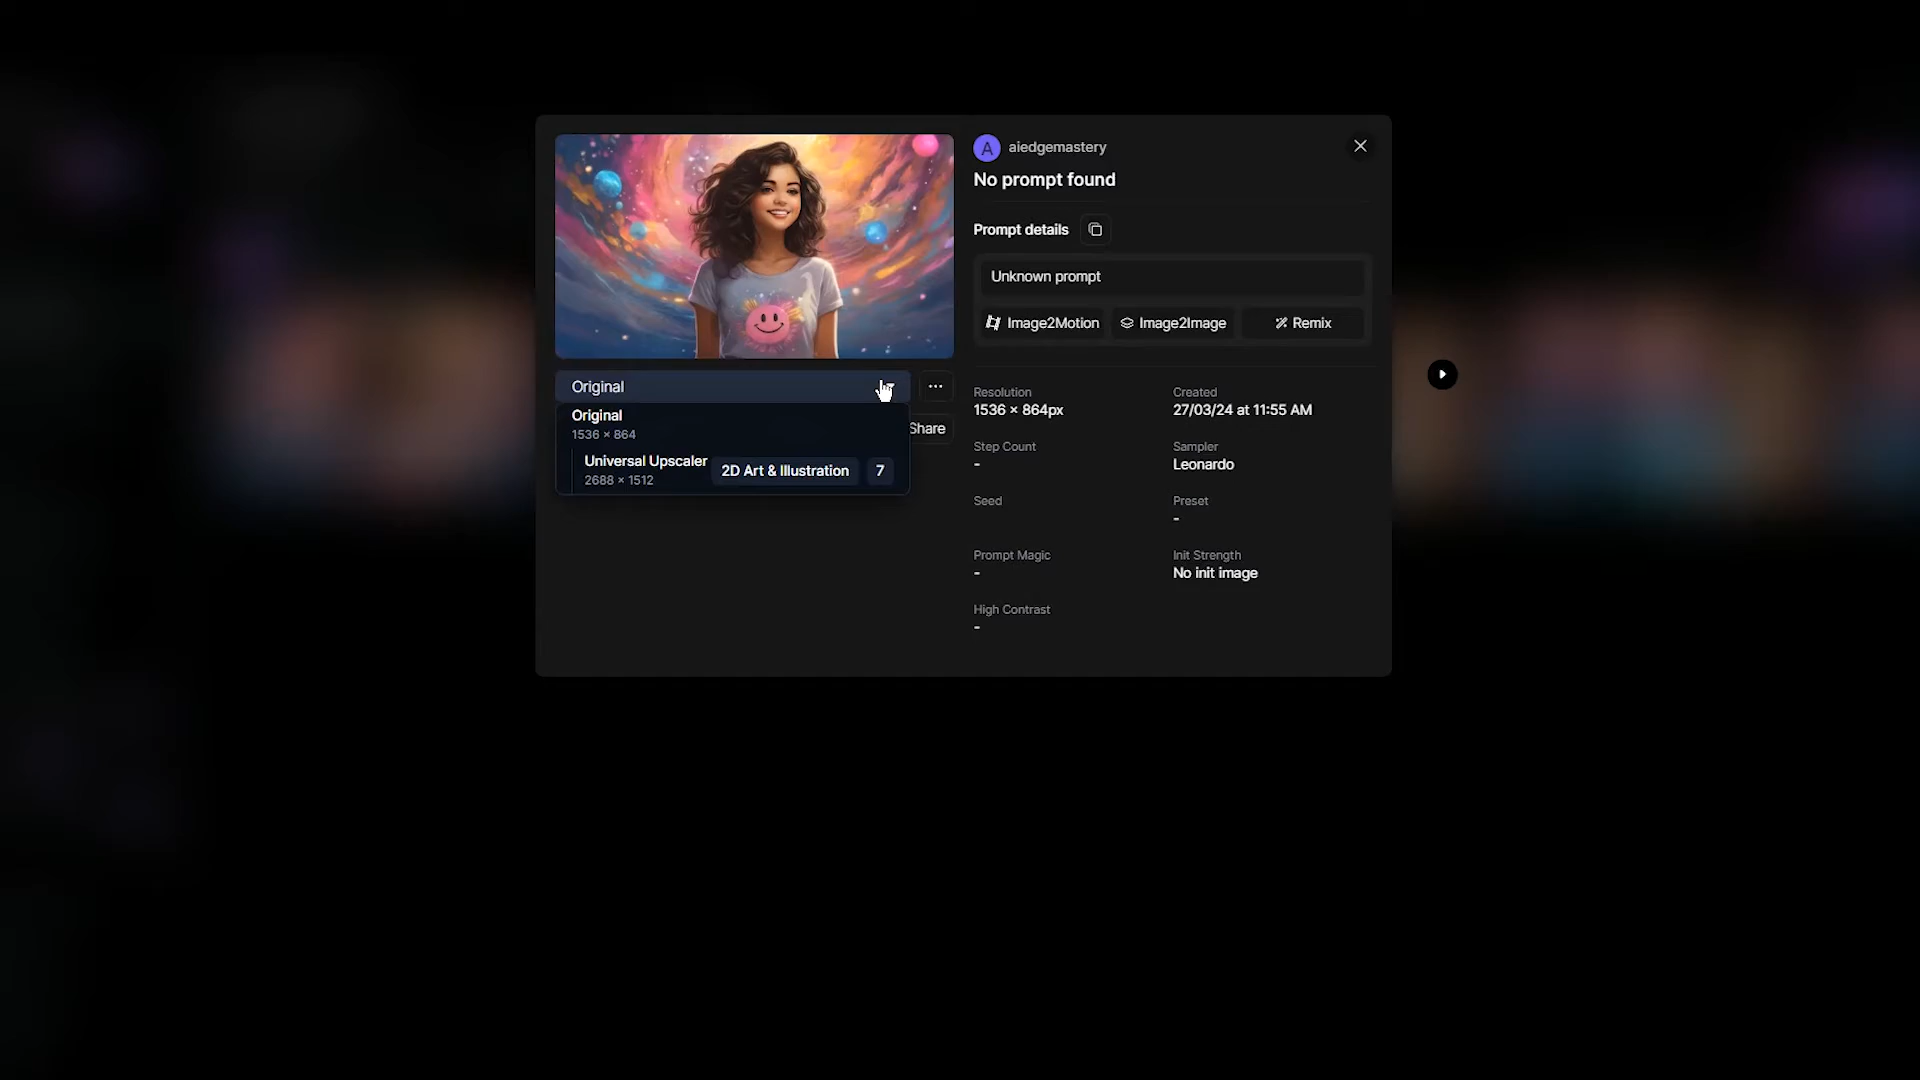 A aiedgemastery
No prompt found
Prompt details
Unknown prompt
Image2Motion Image2Image Remix
Original
Original
1536 × 864
Universal Upscaler 2D Art & Illustration 7
2688 × 1512
Share
Resolution Created
1536 × 864px 27/03/24 at 11:55 AM
Step Count Sampler
- Leonardo
Seed Preset
-
Prompt Magic Init Strength
- No init image
High Contrast
-